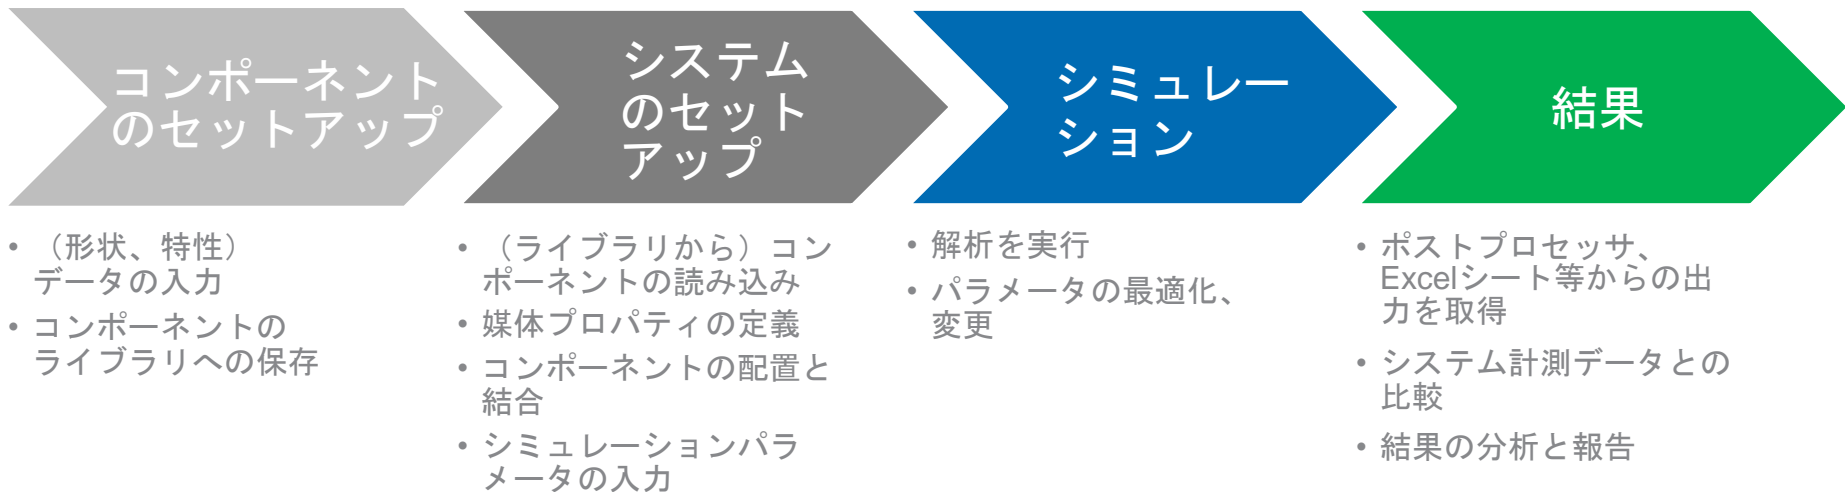 コンポーネント
のセットアップ
システム
のセット
アップ
シミュレー
ション
結果
• （形状、特性）
データの入力
• コンポーネントの
ライブラリへの保存
• （ライブラリから）コン
ポーネントの読み込み
• 媒体プロパティの定義
• コンポーネントの配置と
結合
• シミュレーションパラ
メータの入力
• 解析を実行
• パラメータの最適化、
変更
• ポストプロセッサ、
Excelシート等からの出
力を取得
• システム計測データとの
比較
• 結果の分析と報告